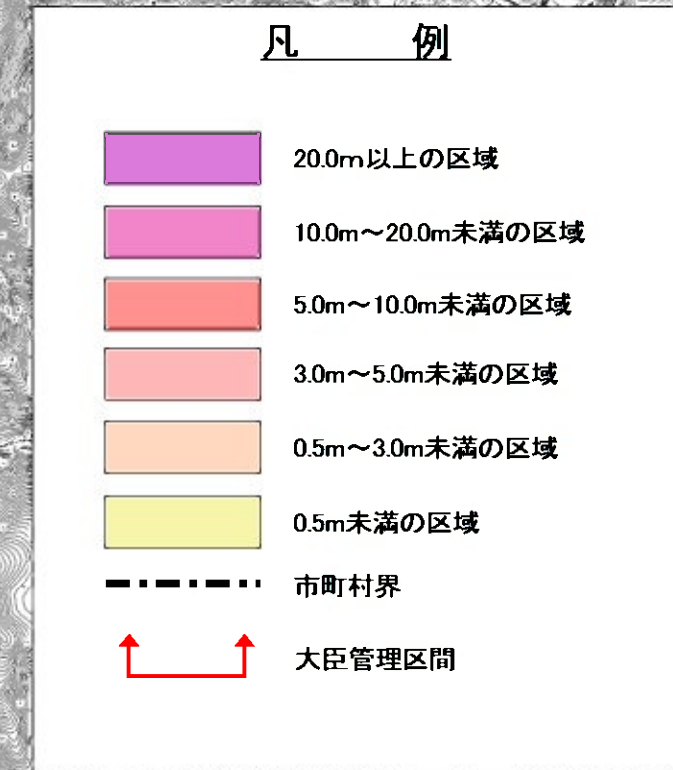 凡　　　例
20.0m以上の区域
10.0m～20.0m未満の区域
5.0m～10.0m未満の区域
3.0m～5.0m未満の区域
0.5m～3.0m未満の区域
0.5m未満の区域
市町村界
大臣管理区間